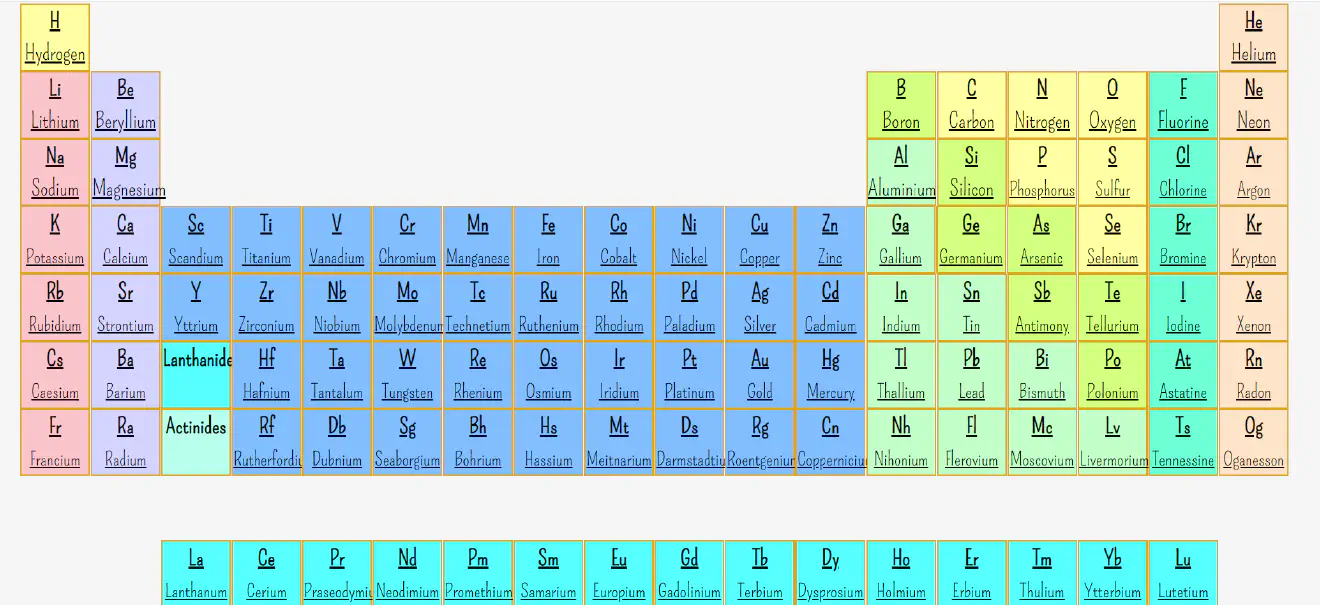 H He
Hydrogen Helium
Li Be B C N O F Ne
Lithium Beryllium Boron Carbon Nitrogen Oxygen Fluorine Neon
Na Mg Al Si P S Cl Ar
Sodium Magnesium Aluminium Silicon Phosphorus Sulfur Chlorine Argon
K Ca Sc Ti V Cr Mn Fe Co Ni Cu Zn Ga Ge As Se Br Kr
Potassium Calcium Scandium Titanium Vanadium Chromium Manganese Iron Cobalt Nickel Copper Zinc Gallium Germanium Arsenic Selenium Bromine Krypton
Rb Sr Y Zr Nb Mo Tc Ru Rh Pd Ag Cd In Sn Sb Te I Xe
Rubidium Strontium Yttrium Zirconium Niobium Molybdenum Technetium Ruthenium Rhodium Paladium Silver Cadmium Indium Tin Antimony Tellurium Iodine Xenon
Cs Ba Lanthanide Hf Ta W Re Os Ir Pt Au Hg Tl Pb Bi Po At Rn
Caesium Barium Hafnium Tantalum Tungsten Rhenium Osmium Iridium Platinum Gold Mercury Thallium Lead Bismuth Polonium Astatine Radon
Fr Ra Actinides Rf Db Sg Bh Hs Mt Ds Rg Cn Nh Fl Mc Lv Ts Og
Francium Radium Rutherfordiu Dubnium Seaborgium Bohrium Hassium Meitnarium Darmstadtiu Roentgeniur Coperniciu Nihonium Flerovium Moscovium Livermorium Tennessine Oganesson
La Ce Pr Nd Pm Sm Eu Gd Tb Dy Ho Er Tm Yb Lu
Lanthanum Cerium Praseodymiu Neodimium Promethium Samarium Europium Gadolinium Terbium Dysprosium Holmium Erbium Thulium Ytterbium Lutetium